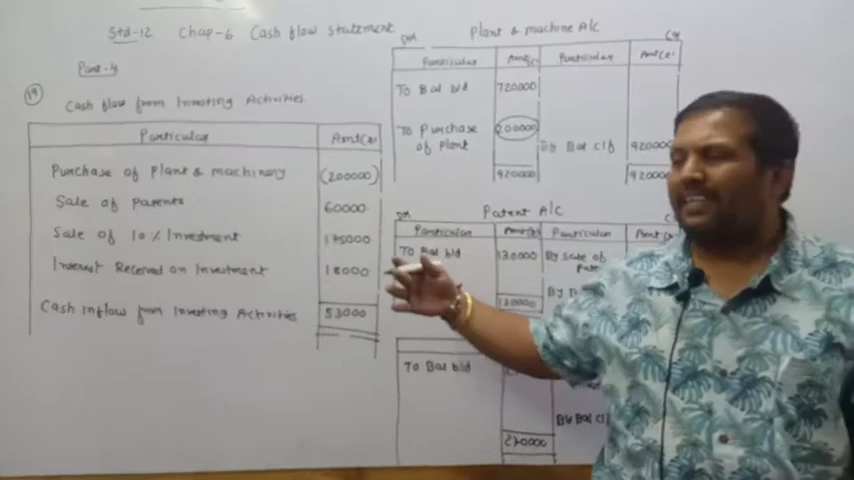 Std-12 Chap-6 Cash flow statement
Part-4
19
Cash flow from Investing Activities
Particular Amt(₹)
Purchase of Plant & machinery (200000)
Sale of Patents 60000
Sale of 10% Investment 175000
Interest Received on Investment 18000
Cash inflow from Investing Activities 53000
Plant & machine A/c
Dr Cr
Particular Amt(₹) Particular Amt(₹)
To Bal b/d 720000
To Purchase of Plant 200000 By Bal c/f 920000
920000 92000
Patent A/c
Dr
Particular Amt(₹) Particular Amt(
To Bal b/d 130000 By Sale of
130000
To Bal b/d
By Bal c/
220000